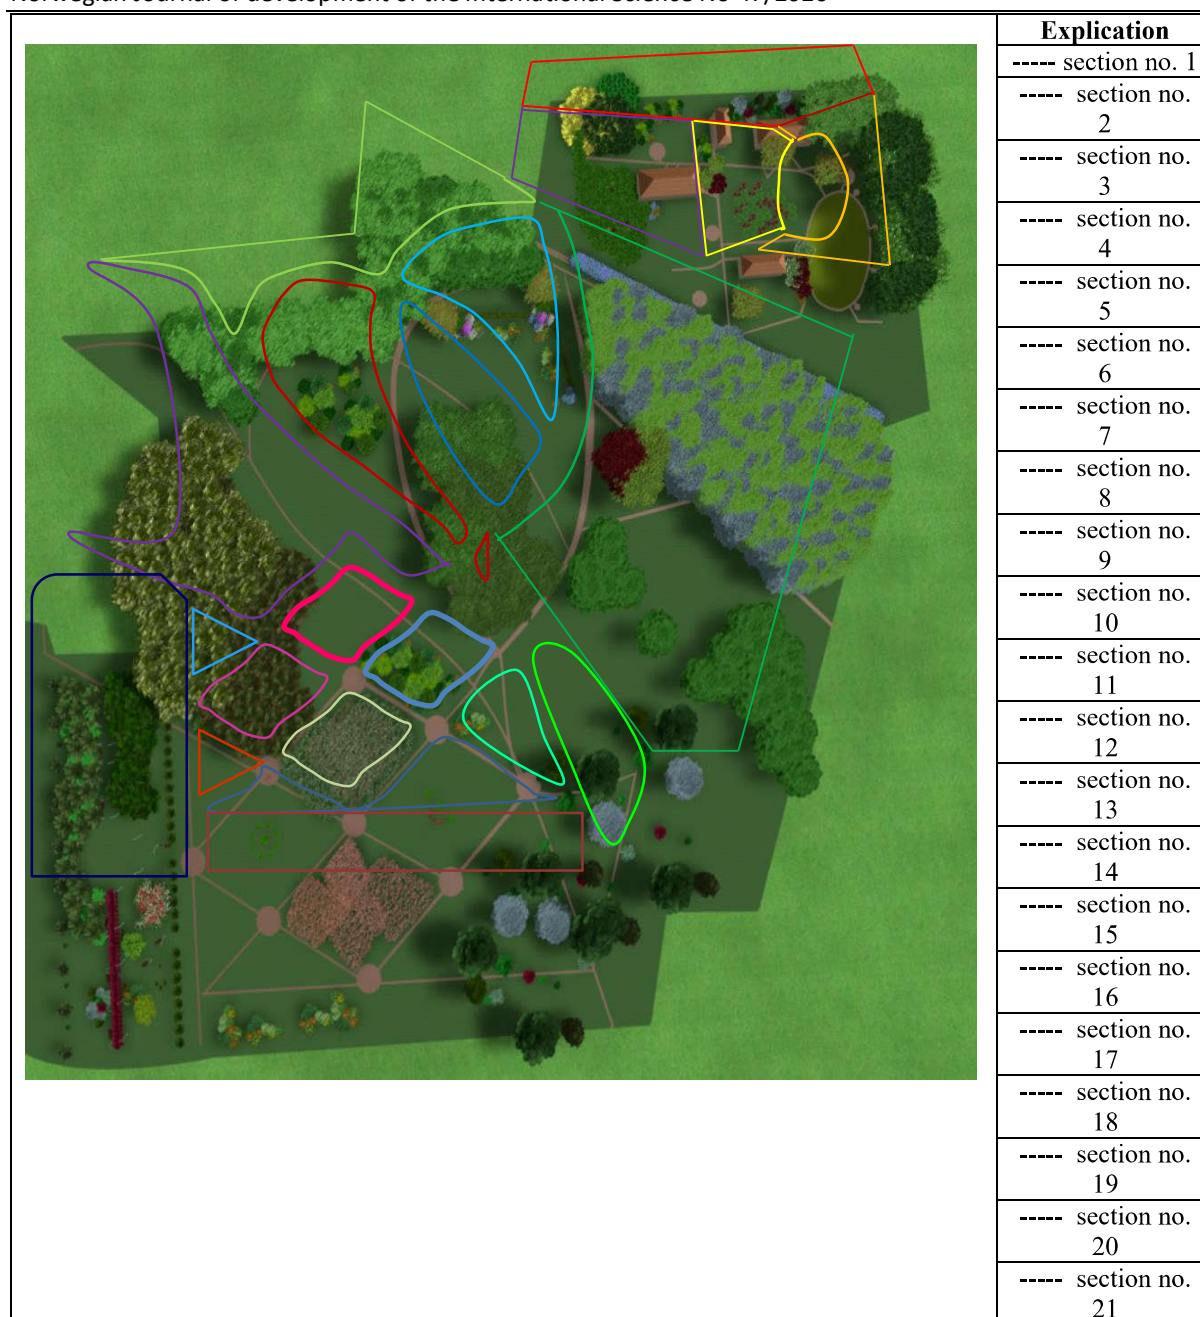 Explication
----- section no. 1
----- section no.
2
----- section no.
3
----- section no.
4
----- section no.
5
----- section no.
6
----- section no.
7
----- section no.
8
----- section no.
9
----- section no.
10
----- section no.
11
----- section no.
12
----- section no.
13
----- section no.
14
----- section no.
15
----- section no.
16
----- section no.
17
----- section no.
18
----- section no.
19
----- section no.
20
----- section no.
21